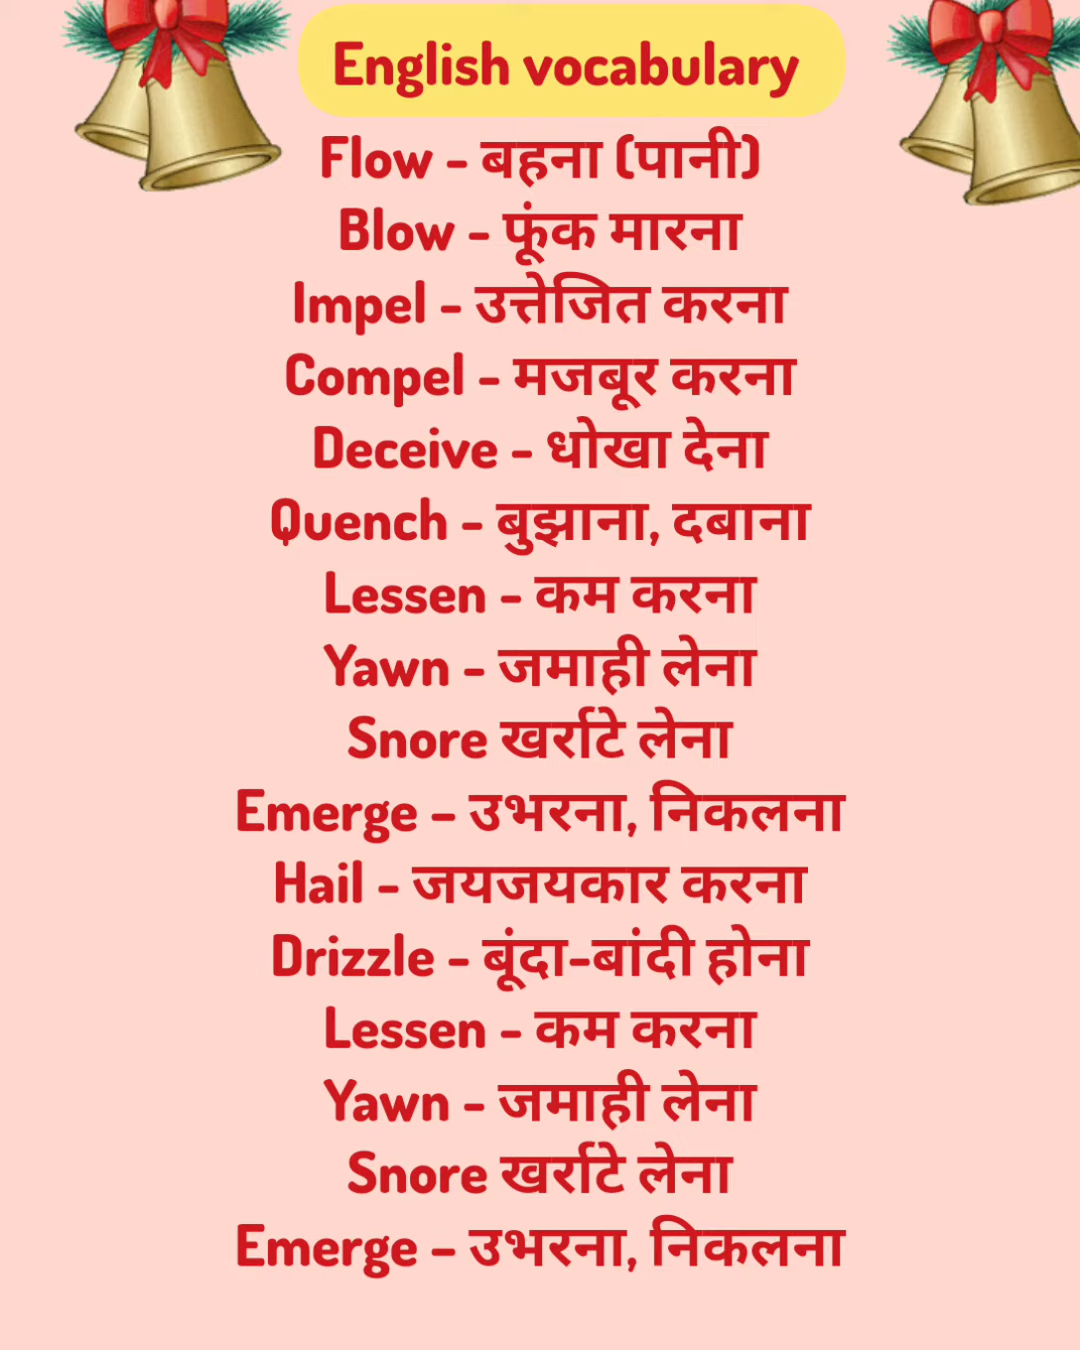 English vocabulary
Flow - बहना (पानी)
Blow - फूंक मारना
Impel - उत्तेजित करना
Compel - मजबूर करना
Deceive - धोखा देना
Quench - बुझाना, दबाना
Lessen - कम करना
Yawn - जमाही लेना
Snore खर्राटे लेना
Emerge – उभरना, निकलना
Hail - जयजयकार करना
Drizzle - बूंदा-बांदी होना
Lessen - कम करना
Yawn - जमाही लेना
Snore खर्राटे लेना
Emerge – उभरना, निकलना